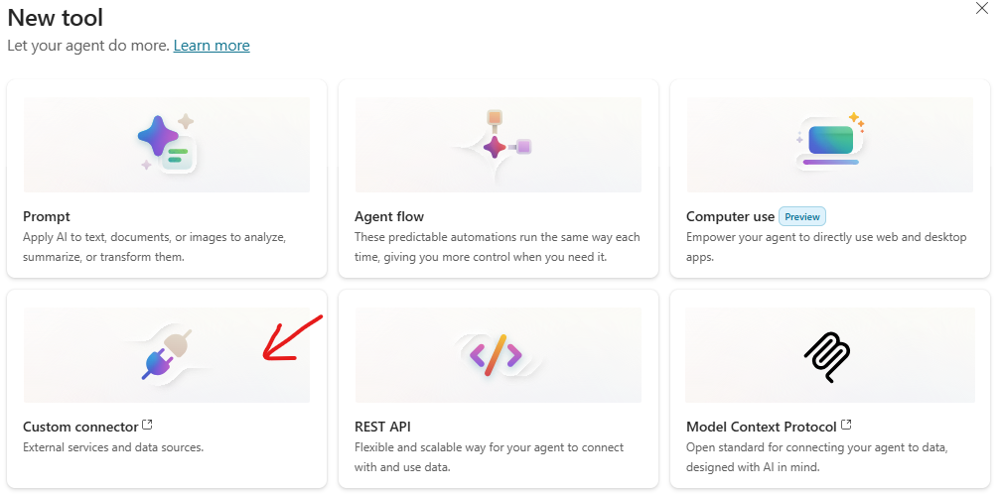 New tool
Let your agent do more. Learn more
Prompt
Apply AI to text, documents, or images to analyze,
summarize, or transform them.
Agent flow
These predictable automations run the same way each
time, giving you more control when you need it.
Computer use Preview
Empower your agent to directly use web and desktop
apps.
Custom connector
External services and data sources.
REST API
Flexible and scalable way for your agent to connect
with and use data.
Model Context Protocol
Open standard for connecting your agent to data,
designed with AI in mind.